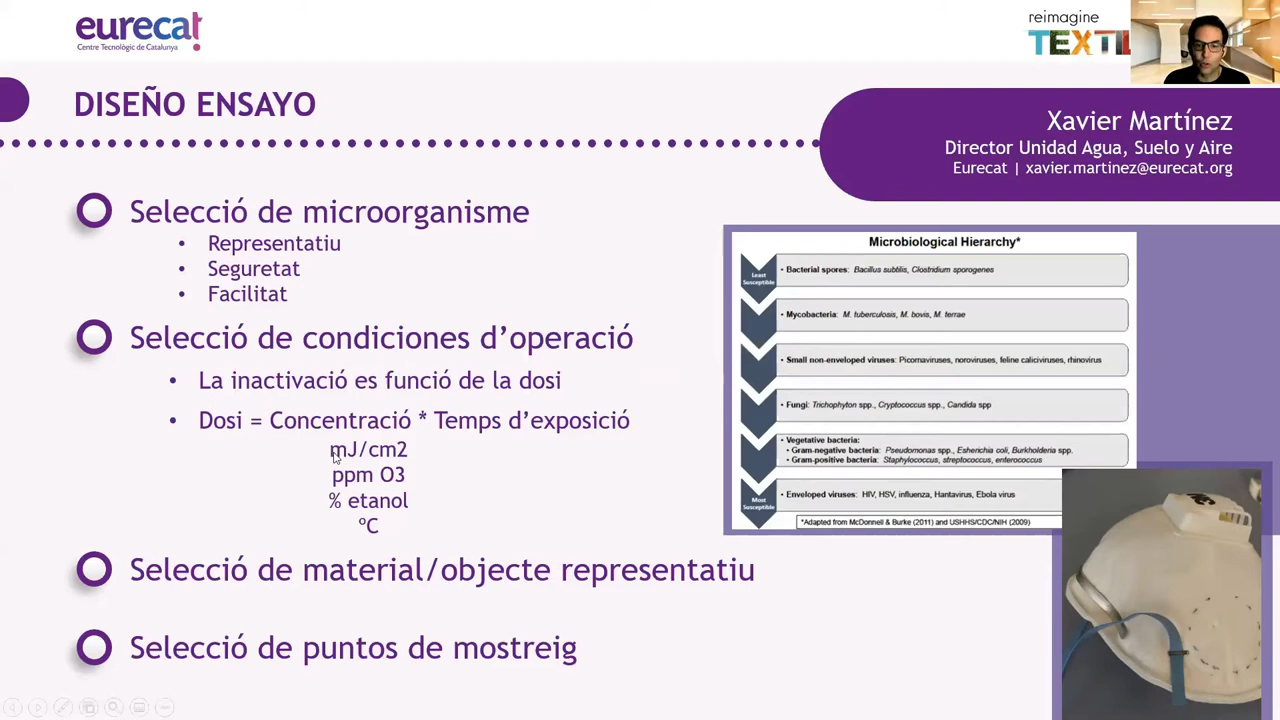 eurecat
Centre Tecnològic de Catalunya
reimagine
TEXTIL
DISEÑO ENSAYO
Xavier Martínez
Director Unidad Agua, Suelo y Aire
Eurecat | xavier.martinez@eurecat.org
Selecció de microorganisme
• Representatiu
• Seguretat
• Facilitat
Selecció de condiciones d’operació
• La inactivació es funció de la dosi
• Dosi = Concentració * Temps d’exposició
mJ/cm2
ppm O3
% etanol
ºC
Selecció de material/objecte representatiu
Selecció de puntos de mostreig
Microbiological Hierarchy*
Least
Susceptible
• Bacterial spores: Bacillus subtilis, Clostridium sporogenes
• Mycobacteria: M. tuberculosis, M. bovis, M. terrae
• Small non-enveloped viruses: Picornaviruses, noroviruses, feline caliciviruses, rhinovirus
• Fungi: Trichophyton spp., Cryptococcus spp., Candida spp
• Vegetative bacteria:
• Gram-negative bacteria: Pseudomonas spp., Esherichia coli, Burkholderia spp.
• Gram-positive bacteria: Staphylococcus, streptococcus, enterococcus
Most
Susceptible
• Enveloped viruses: HIV, HSV, influenza, Hantavirus, Ebola virus
*Adapted from McDonnell & Burke (2011) and USHHS/CDC/NIH (2009)